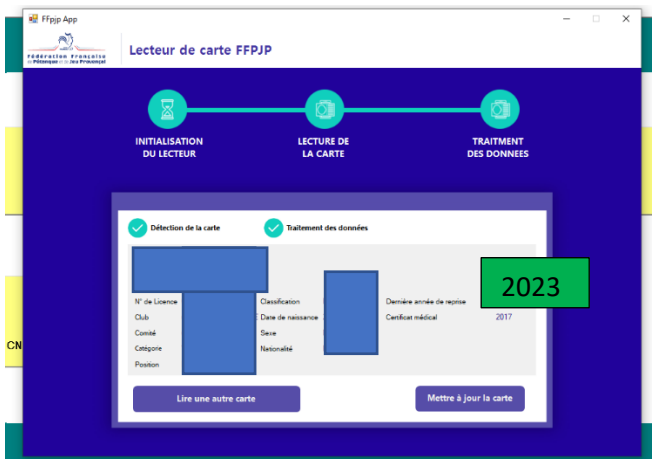 FFpjp App
Fédération Française
de Pétanque et de Jeu Provençal
Lecteur de carte FFPJP
INITIALISATION
DU LECTEUR
LECTURE DE
LA CARTE
TRAITMENT
DES DONNEES
Détection de la carte
Traitement des données
2023
N° de Licence
Classification
Dernière année de reprise
Club
Date de naissance
Certificat médical
2017
Comité
Sexe
Catégorie
Nationalité
Position
CN
Lire une autre carte
Mettre à jour la carte